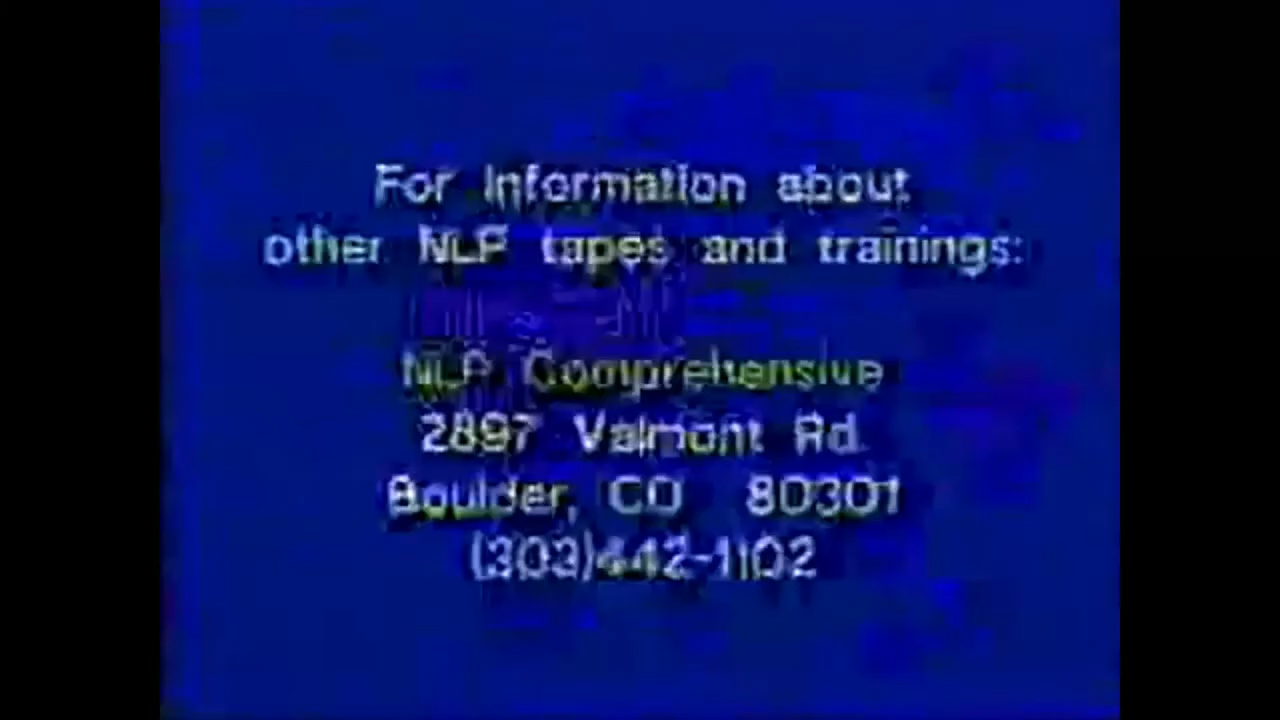 For information about
other NLP tapes and trainings:
NLP Comprehensive
2897 Valmont Rd.
Boulder, CO 80301
(303)442-1102